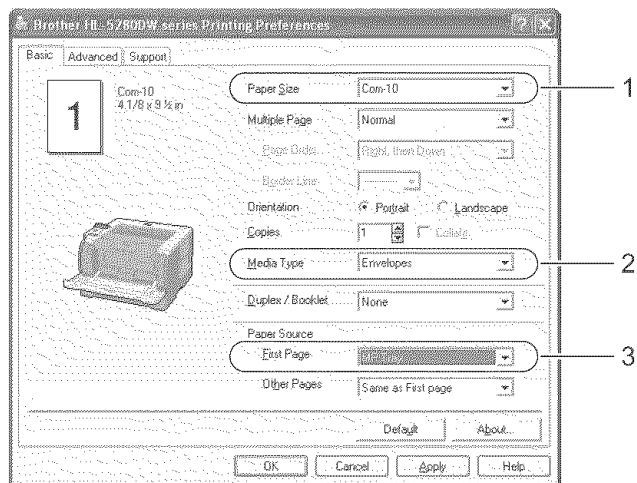 Brother HL-5280DW series Printing Preferences
Basic Advanced Support
1
Com-10
4 1/8 x 9 ½ in
Paper Size Com-10 1
Multiple Page Normal
Page Order Right, then Down
Border Line
Orientation Portrait Landscape
Copies 1 Collate
Media Type Envelopes 2
Duplex / Booklet None
Paper Source
First Page MP Tray 3
Other Pages Same as First page
Default About...
OK Cancel Apply Help